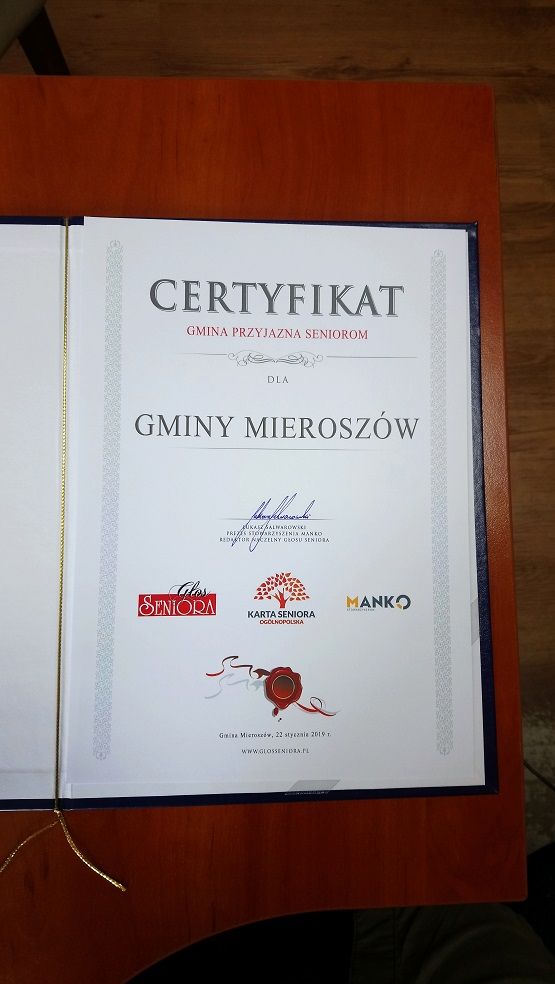 CERTYFIKAT
GMINA PRZYJAZNA SENIOROM
DLA
GMINY MIEROSZÓW
ŁUKASZ SALWAROWSKI
PREZES STOWARZYSZENIA MANKO
REDAKTOR NACZELNY GŁOSU SENIORA
Głos
SENIORA
KARTA SENIORA
OGÓLNOPOLSKA
MANKO
STOWARZYSZENIE
Gmina Mieroszów, 22 stycznia 2019 r.
WWW.GLOSSENIORA.PL